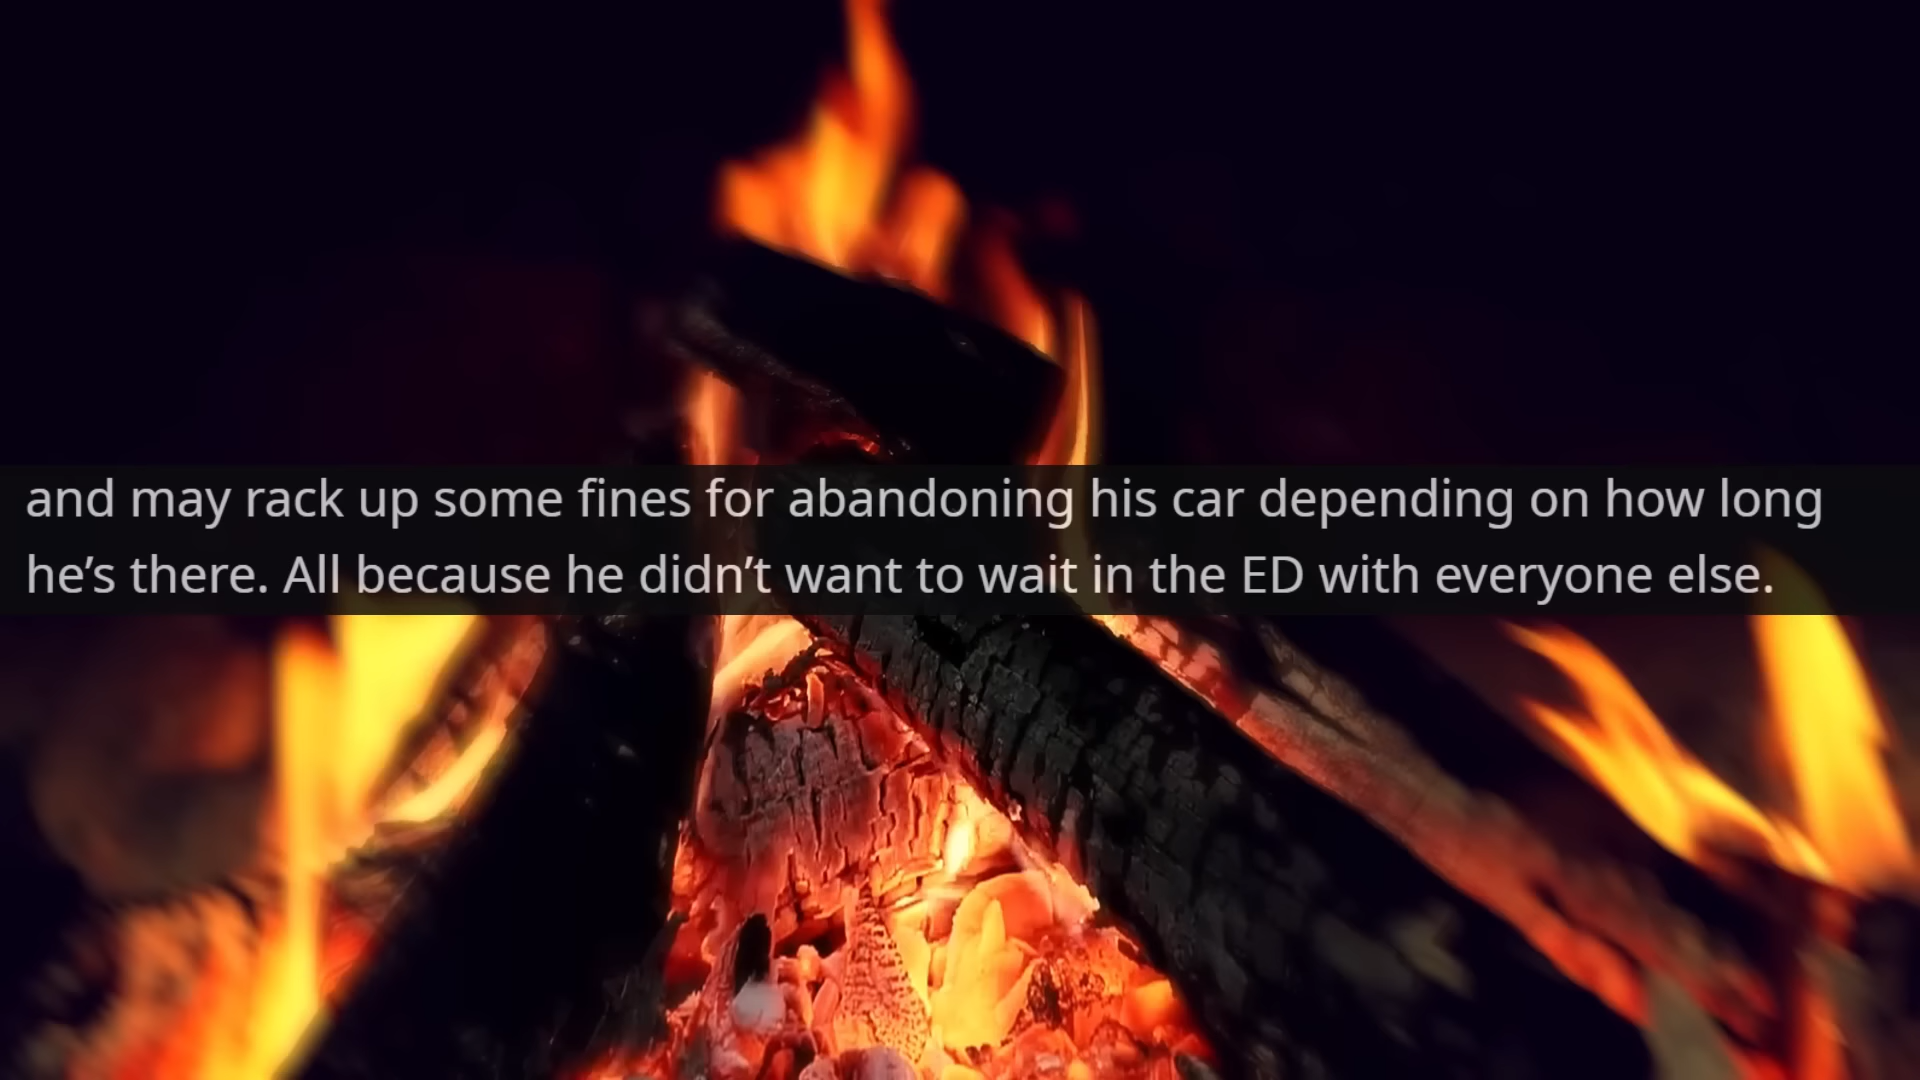 and may rack up some fines for abandoning his car depending on how long
he’s there. All because he didn’t want to wait in the ED with everyone else.